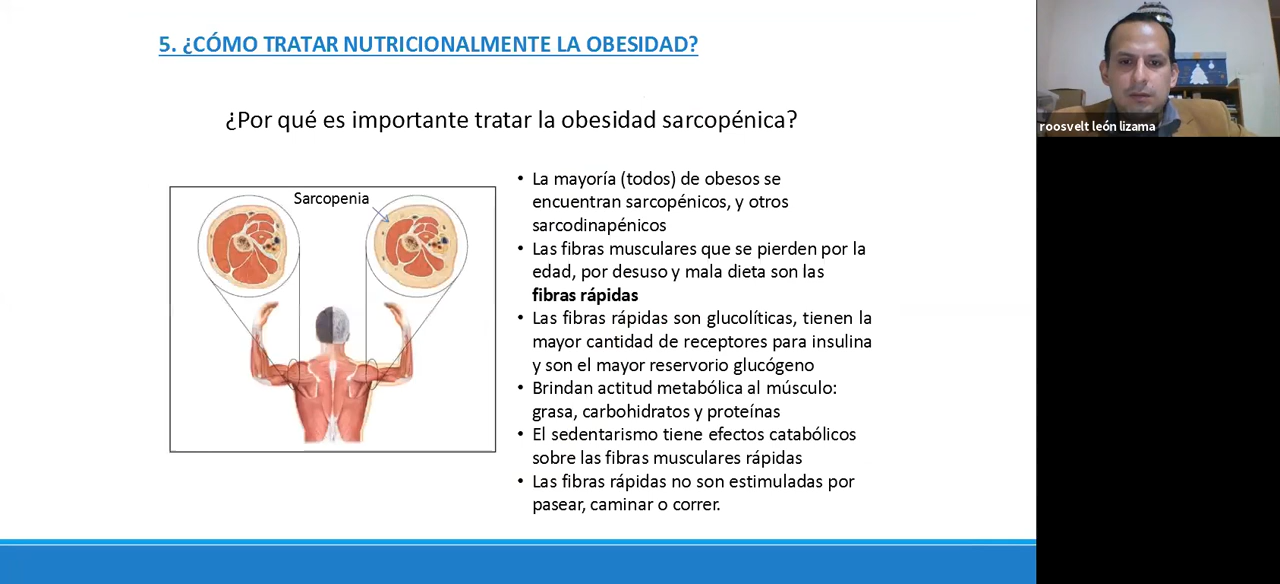 5. ¿CÓMO TRATAR NUTRICIONALMENTE LA OBESIDAD?
¿Por qué es importante tratar la obesidad sarcopénica?
Sarcopenia
• La mayoría (todos) de obesos se
encuentran sarcopénicos, y otros
sarcodinapénicos
• Las fibras musculares que se pierden por la
edad, por desuso y mala dieta son las
fibras rápidas
• Las fibras rápidas son glucolíticas, tienen la
mayor cantidad de receptores para insulina
y son el mayor reservorio glucógeno
• Brindan actitud metabólica al músculo:
grasa, carbohidratos y proteínas
• El sedentarismo tiene efectos catabólicos
sobre las fibras musculares rápidas
• Las fibras rápidas no son estimuladas por
pasear, caminar o correr.
roosvelt león lizama